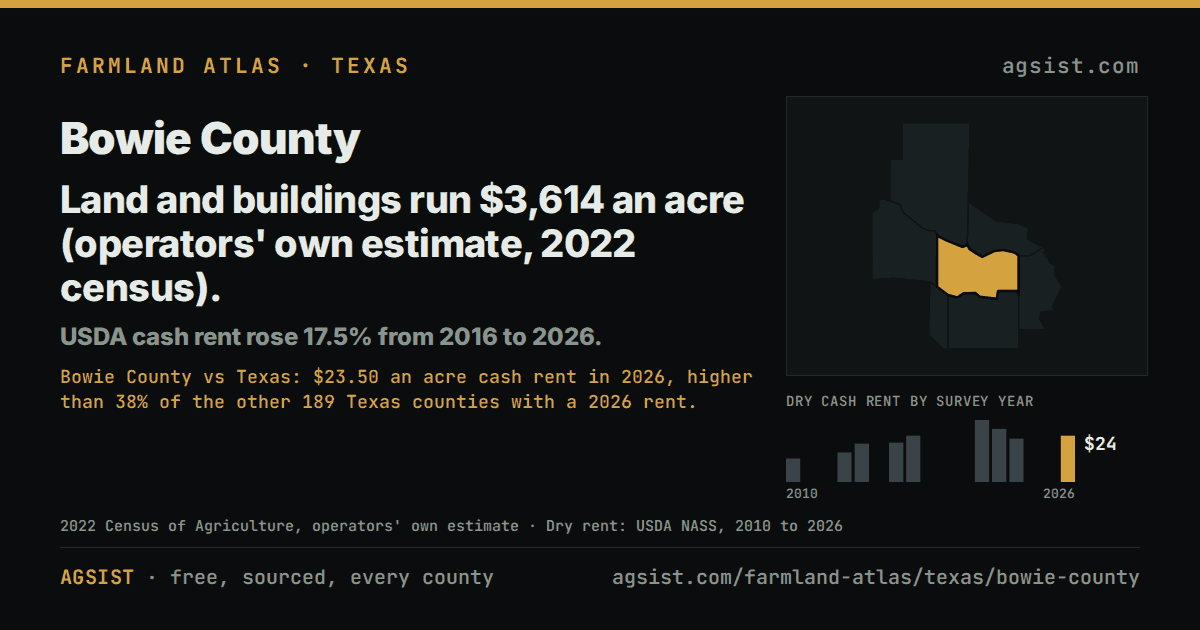 FARMLAND ATLAS · TEXAS
agsist.com
Bowie County
Land and buildings run $3,614 an acre
(operators' own estimate, 2022
census).
USDA cash rent rose 17.5% from 2016 to 2026.
Bowie County vs Texas: $23.50 an acre cash rent in 2026, higher
than 38% of the other 189 Texas counties with a 2026 rent.
DRY CASH RENT BY SURVEY YEAR
$24
2010
2026
2022 Census of Agriculture, operators' own estimate · Dry rent: USDA NASS, 2010 to 2026
AGSIST · free, sourced, every county
agsist.com/farmland-atlas/texas/bowie-county